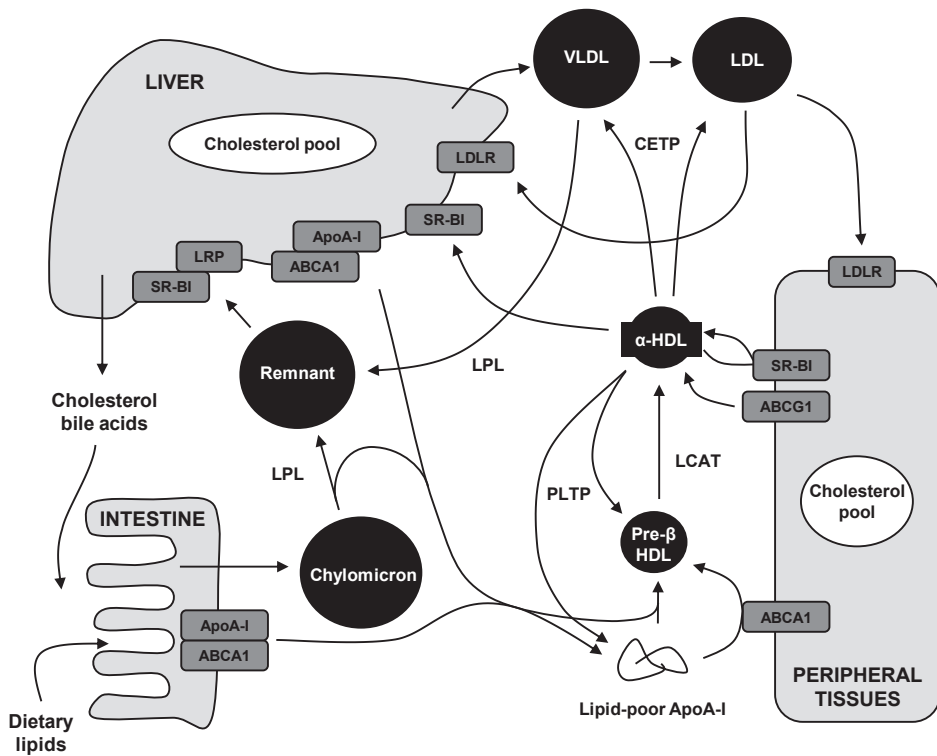 VLDL
LDL
LIVER
Cholesterol pool
CETP
LDLR
SR-BI
ApoA-I
ABCA1
LRP
SR-BI
LDLR
α-HDL
SR-BI
ABCG1
Remnant
LPL
Cholesterol
bile acids
LPL
LCAT
PLTP
Cholesterol
pool
INTESTINE
Chylomicron
Pre-β
HDL
ApoA-I
ABCA1
ABCA1
PERIPHERAL
TISSUES
Lipid-poor ApoA-I
Dietary
lipids